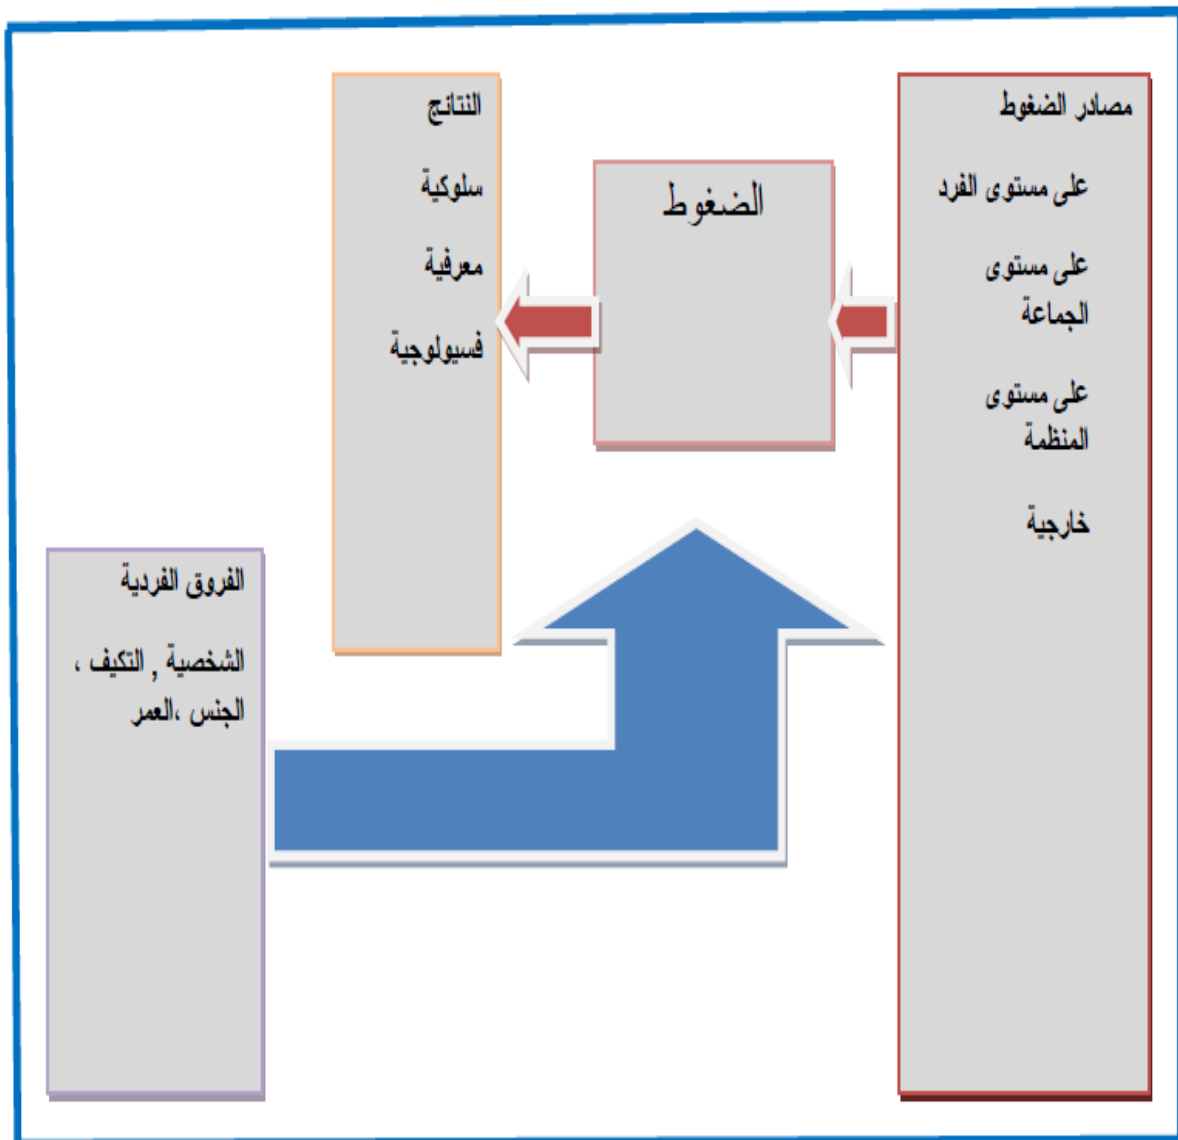 مصادر الضغوط
على مستوى الفرد
على مستوى
الجماعة
على مستوى
المنظمة
خارجية
الضغوط
النتائج
سلوكية
معرفية
فسيولوجية
الفروق الفردية
الشخصية , التكيف ،
الجنس ،العمر